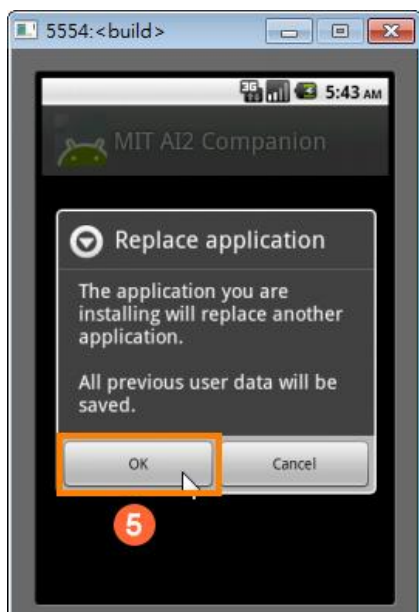 5554:<build>
3G
5:43 AM
MIT AI2 Companion
Replace application
The application you are
installing will replace another
application.
All previous user data will be
saved.
OK
Cancel
5